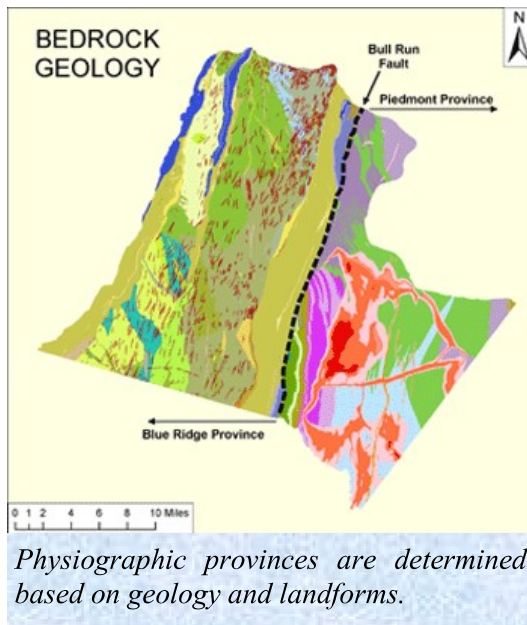 BEDROCK
GEOLOGY
N
Bull Run
Fault
Piedmont Province
Blue Ridge Province
0 1 2 4 6 8 10 Miles
Physiographic provinces are determined
based on geology and landforms.